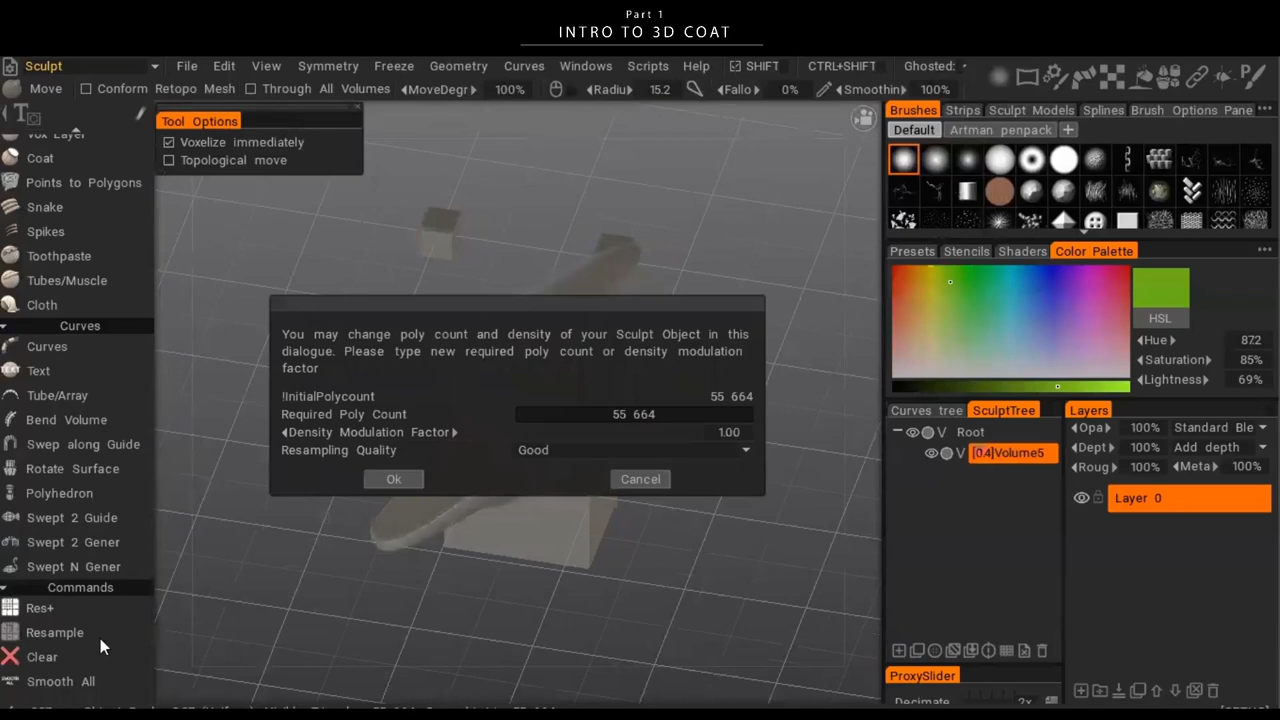 Part 1
INTRO TO 3D COAT
Sculpt
File Edit View Symmetry Freeze Geometry Curves Windows Scripts Help SHIFT CTRL+SHIFT Ghosted:
Move Conform Retopo Mesh Through All Volumes MoveDegr 100% Radiu 15.2 Fallo 0% Smoothin 100%
Tool Options
Voxelize immediately
Topological move
Vox Layer
Coat
Points to Polygons
Snake
Spikes
Toothpaste
Tubes/Muscle
Cloth
Curves
Curves
Text
Tube/Array
Bend Volume
Swep along Guide
Rotate Surface
Polyhedron
Swept 2 Guide
Swept 2 Gener
Swept N Gener
Commands
Res+
Resample
Clear
Smooth All
You may change poly count and density of your Sculpt Object in this
dialogue. Please type new required poly count or density modulation
factor
!InitialPolycount 55 664
Required Poly Count 55 664
Density Modulation Factor 1.00
Resampling Quality Good
Ok Cancel
Brushes Strips Sculpt Models Splines Brush Options Pane
Default Artman penpack +
Presets Stencils Shaders Color Palette
HSL
Hue 87.2
Saturation 85%
Lightness 69%
Curves tree SculptTree
V Root
V [0.4]Volume5
Layers
Opa 100% Standard Ble
Dept 100% Add depth
Roug 100% Meta 100%
Layer 0
ProxySlider
Decimate 2x